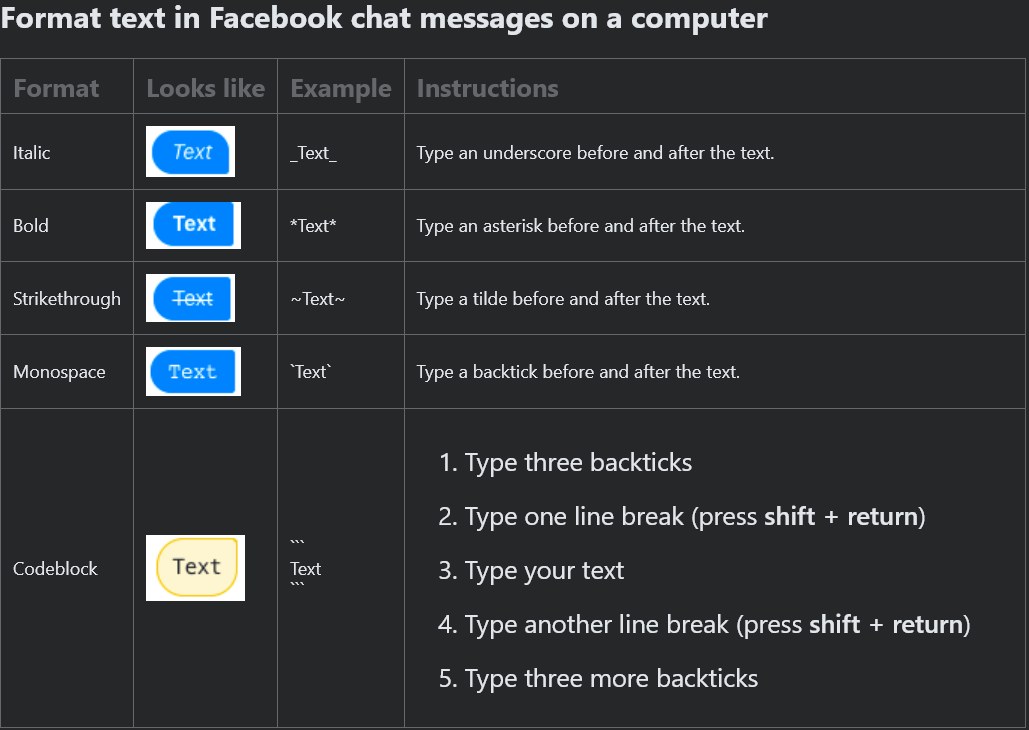 Format text in Facebook chat messages on a computer
Format Looks like Example Instructions
Italic Text _Text_ Type an underscore before and after the text.
Bold Text *Text* Type an asterisk before and after the text.
Strikethrough Text ~Text~ Type a tilde before and after the text.
Monospace Text `Text` Type a backtick before and after the text.
Codeblock Text
```
Text
```
1. Type three backticks
2. Type one line break (press shift + return)
3. Type your text
4. Type another line break (press shift + return)
5. Type three more backticks